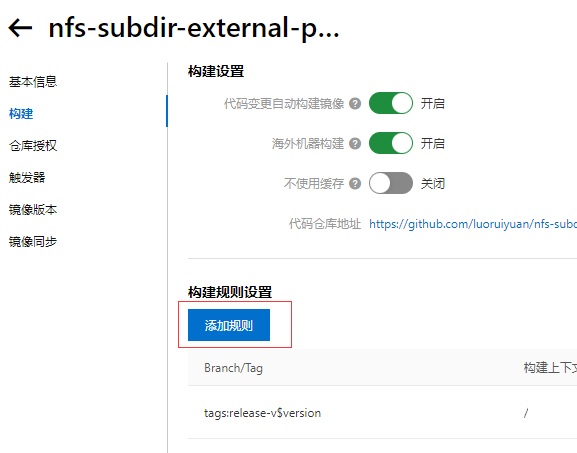 nfs-subdir-external-p...
基本信息
构建
仓库授权
触发器
镜像版本
镜像同步
构建设置
代码变更自动构建镜像 ? 开启
海外机器构建 ? 开启
不使用缓存 ? 关闭
代码仓库地址 https://github.com/luoruiyuan/nfs-subd
构建规则设置
添加规则
Branch/Tag 构建上下文
tags:release-v$version /